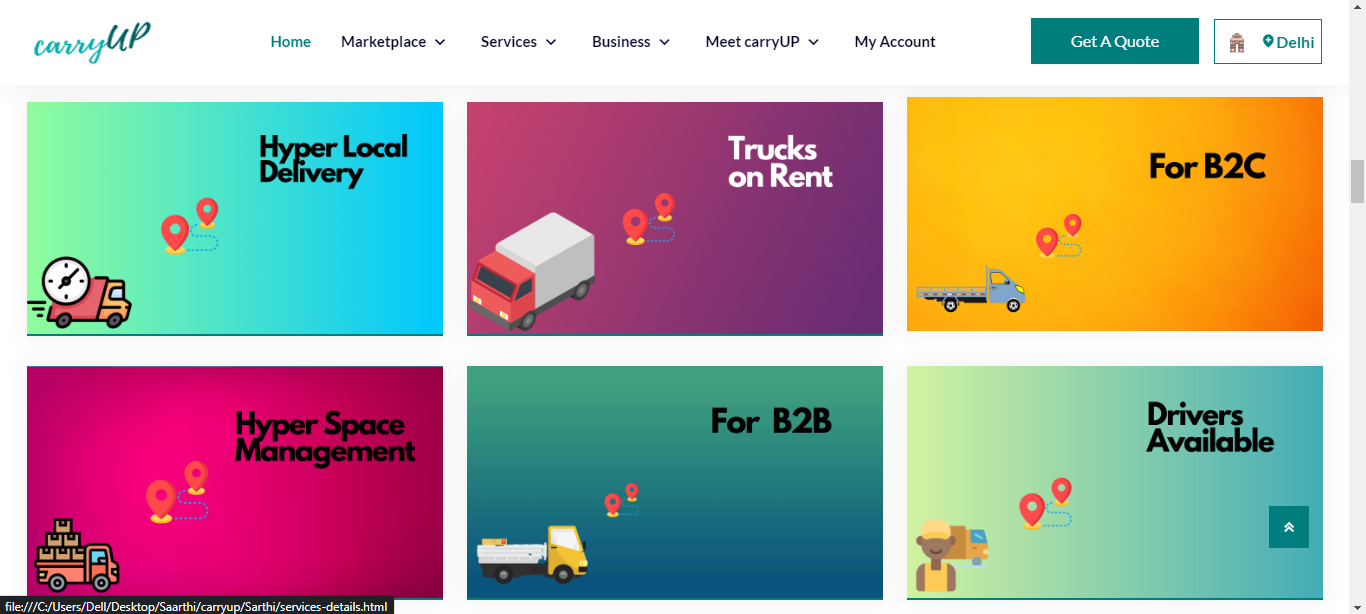 carryUP
Home Marketplace Services Business Meet carryUP My Account Get A Quote Delhi
Hyper Local
Delivery
Trucks
on Rent
For B2C
Hyper Space
Management
For B2B
Drivers
Available
file:///C:/Users/Dell/Desktop/Saarthi/carryup/Sarthi/services-details.html